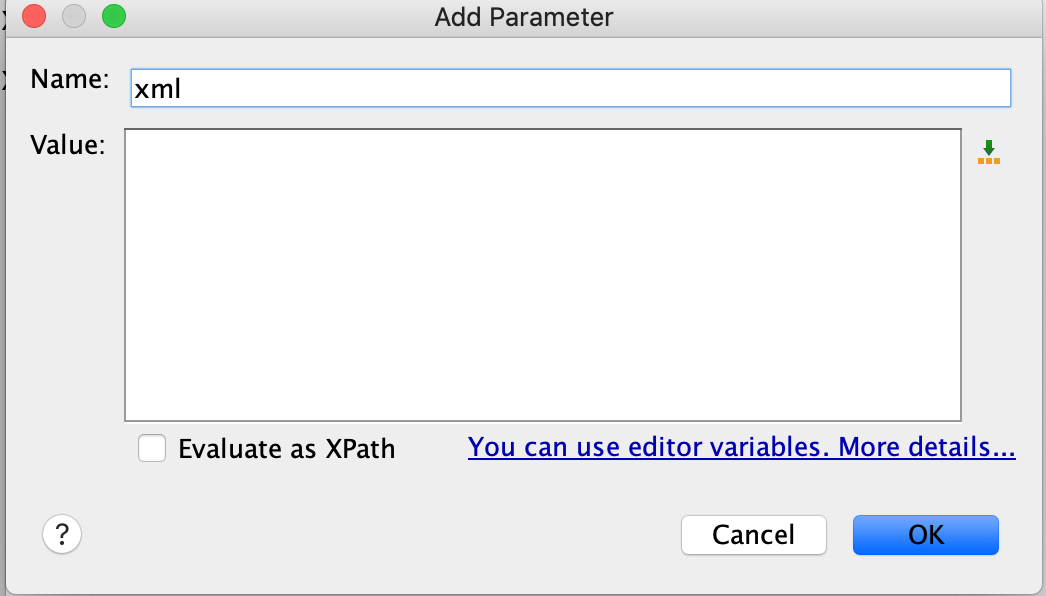 Add Parameter
Name: xml
Value:
Evaluate as XPath You can use editor variables. More details...
? Cancel OK